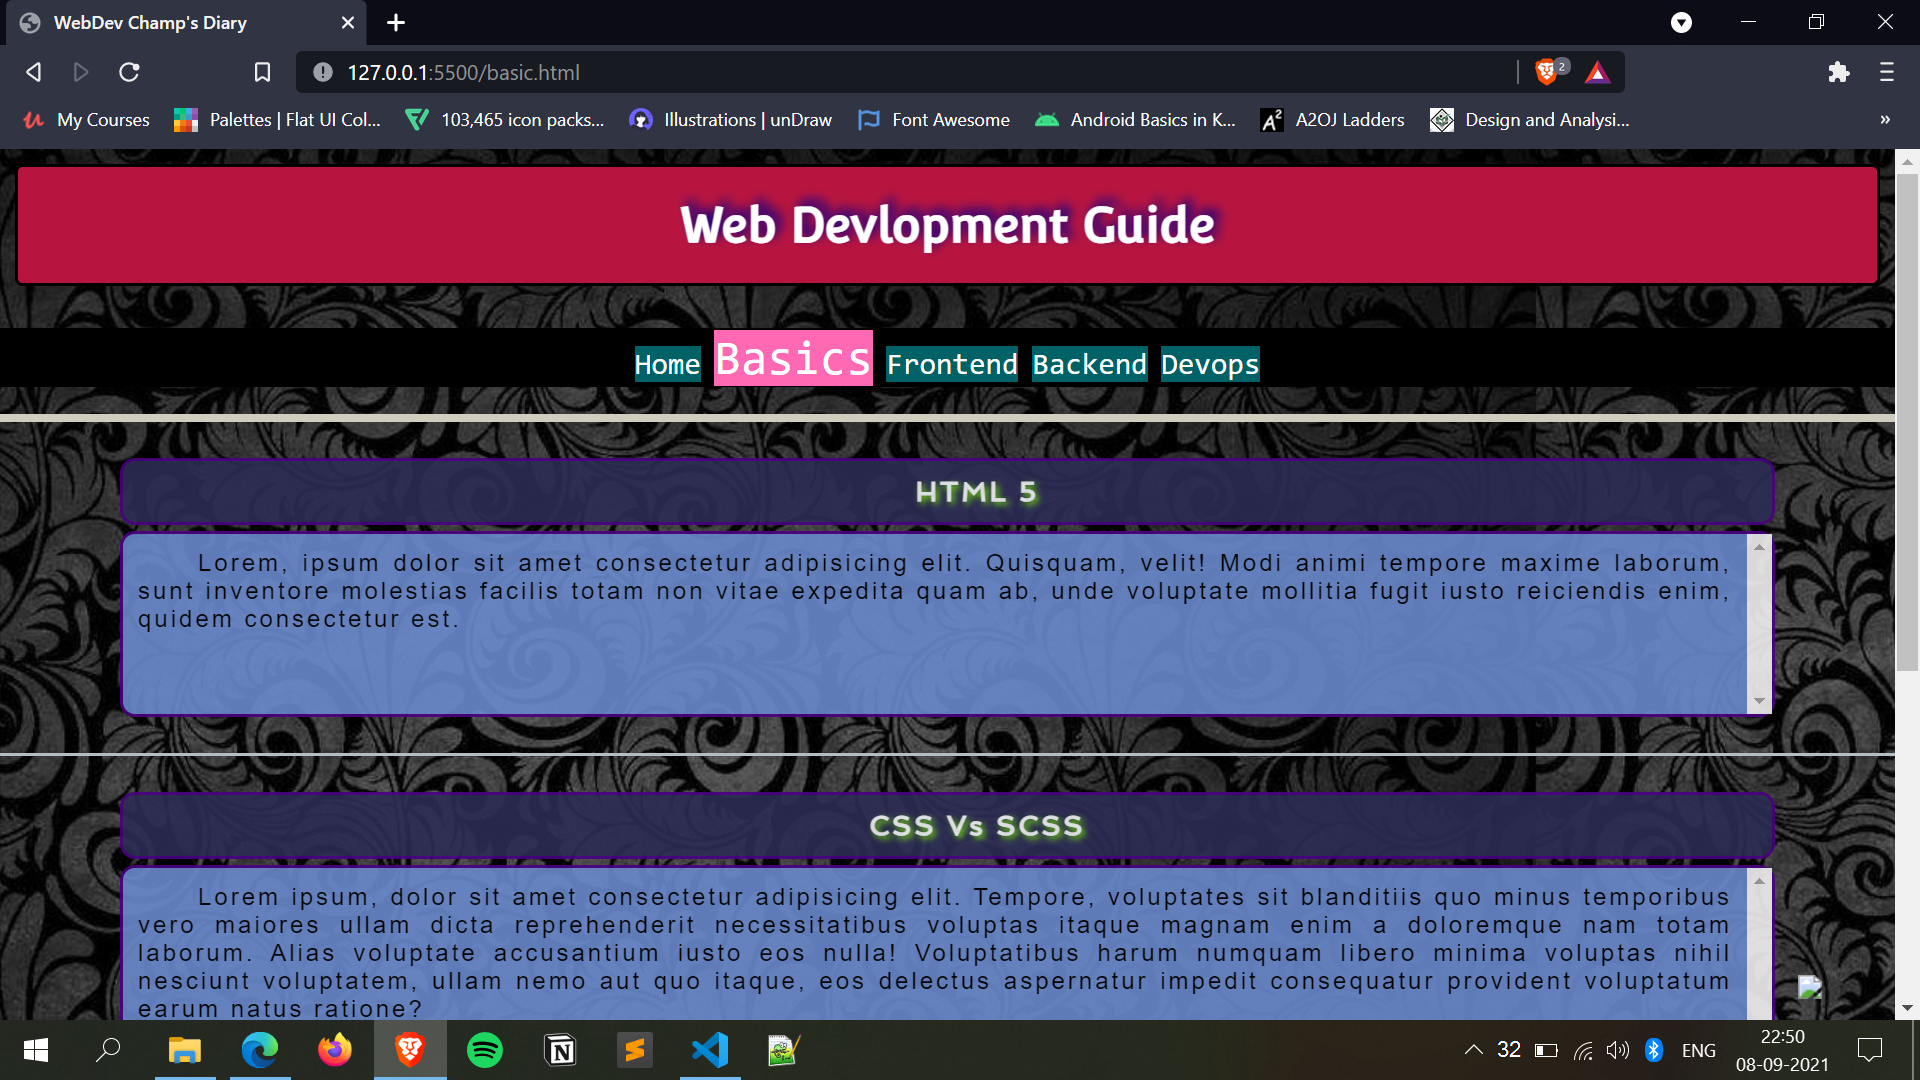 WebDev Champ's Diary
127.0.0.1:5500/basic.html
2
My Courses
Palettes | Flat UI Col...
103,465 icon packs...
Illustrations | unDraw
Font Awesome
Android Basics in K...
A2OJ Ladders
Design and Analysi...
»
Web Devlopment Guide
Home Basics Frontend Backend Devops
HTML 5
Lorem, ipsum dolor sit amet consectetur adipisicing elit. Quisquam, velit! Modi animi tempore maxime laborum,
sunt inventore molestias facilis totam non vitae expedita quam ab, unde voluptate mollitia fugit iusto reiciendis enim,
quidem consectetur est.
CSS Vs SCSS
Lorem ipsum, dolor sit amet consectetur adipisicing elit. Tempore, voluptates sit blanditiis quo minus temporibus
vero maiores ullam dicta reprehenderit necessitatibus voluptas itaque magnam enim a doloremque nam totam
laborum. Alias voluptate accusantium iusto eos nulla! Voluptatibus harum numquam libero minima voluptas nihil
nesciunt voluptatem, ullam nemo aut quo itaque, eos delectus aspernatur impedit consequatur provident voluptatum
earum natus ratione?
32
ENG
22:50
08-09-2021